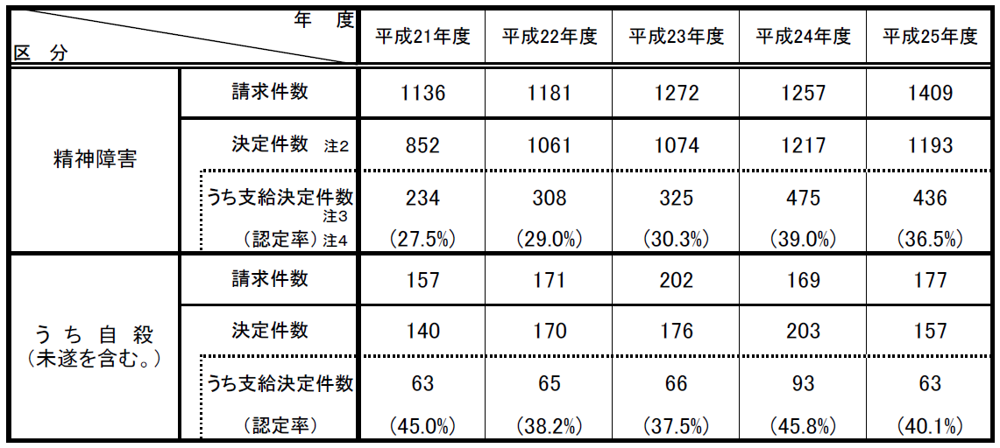 年 度
区 分
平成21年度 平成22年度 平成23年度 平成24年度 平成25年度
精神障害
請求件数 1136 1181 1272 1257 1409
決定件数 注2 852 1061 1074 1217 1193
うち支給決定件数 234 308 325 475 436
注3
（認定率）注4 (27.5%) (29.0%) (30.3%) (39.0%) (36.5%)
うち自殺
（未遂を含む。）
請求件数 157 171 202 169 177
決定件数 140 170 176 203 157
うち支給決定件数 63 65 66 93 63
（認定率） (45.0%) (38.2%) (37.5%) (45.8%) (40.1%)